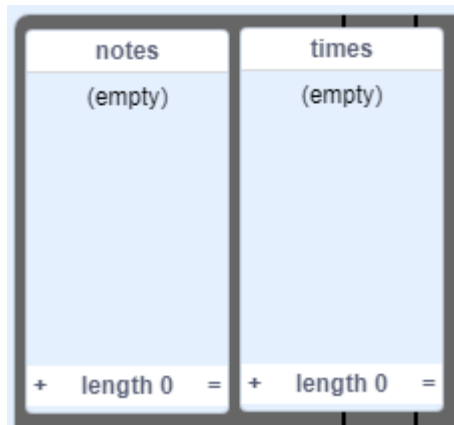 notes
(empty)
+ length 0 =
times
(empty)
+ length 0 =